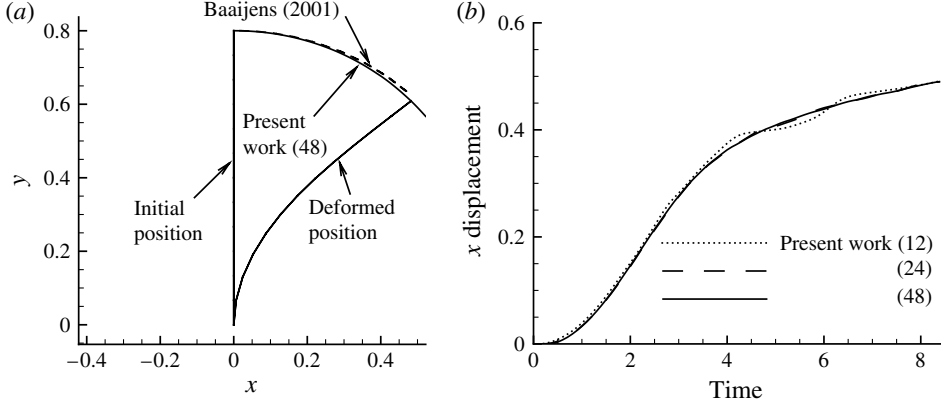 (a)
Baaijens (2001)
0.8
0.6
0.4
0.2
0
y
Present
work (48)
Initial
position
Deformed
position
−0.4
−0.2
0
0.2
0.4
x
(b)
0.6
0.4
0.2
0
x displacement
Present work (12)
(24)
(48)
0
2
4
6
8
Time